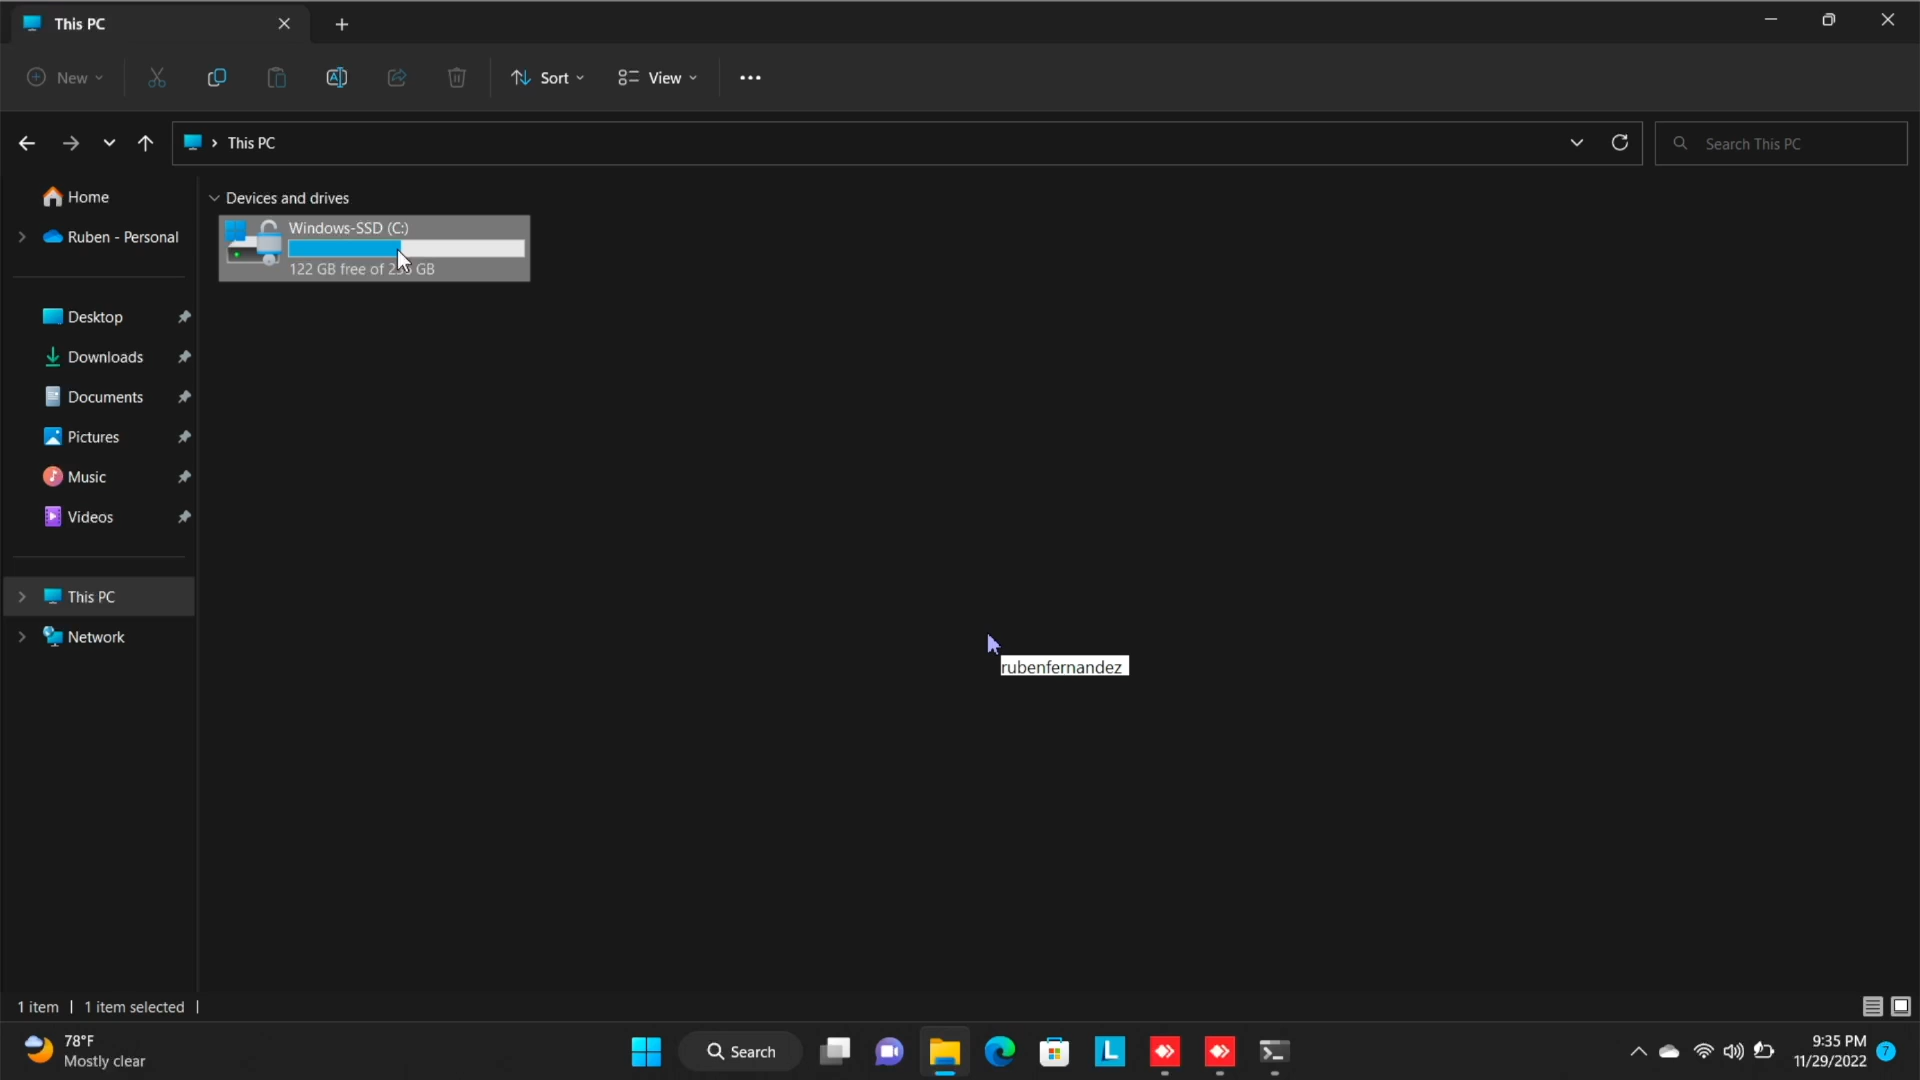 This PC
New
Sort
View
This PC
Search This PC
Home
Ruben - Personal
Desktop
Downloads
Documents
Pictures
Music
Videos
This PC
Network
Devices and drives
Windows-SSD (C:)
122 GB free of GB
rubenfernandez
1 item
1 item selected
78°F
Mostly clear
Search
L
9:35 PM
11/29/2022
7